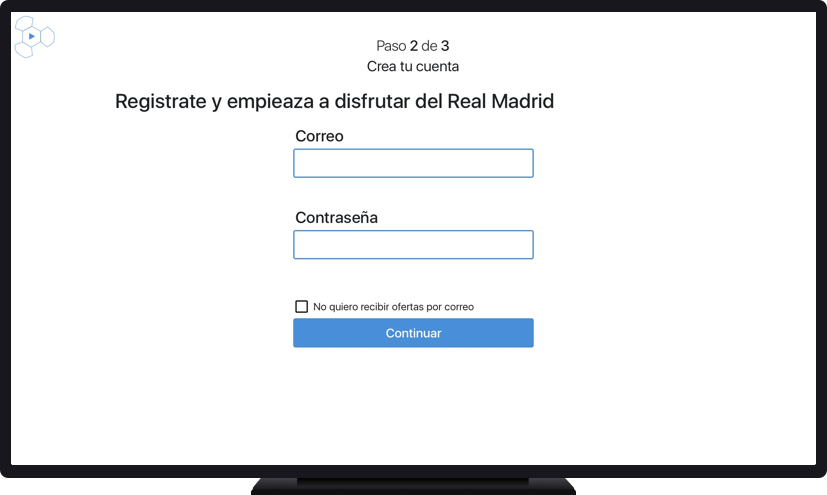 Paso 2 de 3
Crea tu cuenta
Registrate y empieaza a disfrutar del Real Madrid
Correo
Contraseña
No quiero recibir ofertas por correo
Continuar